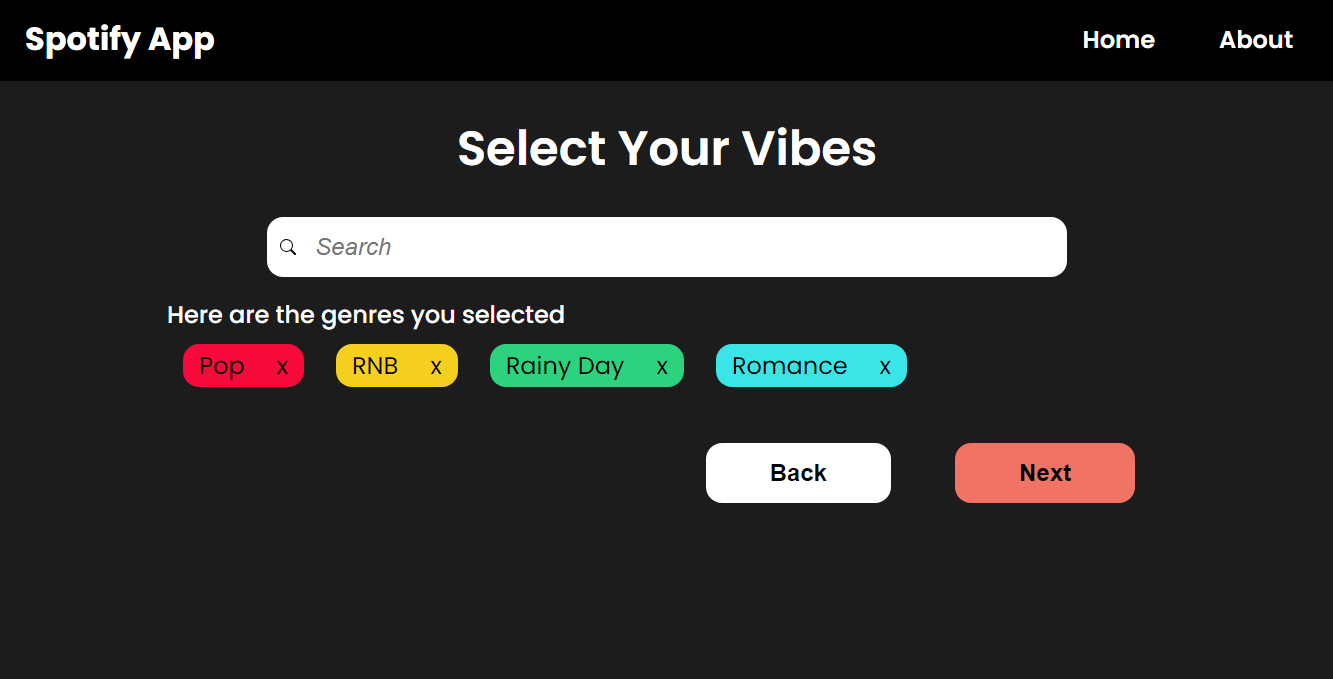 Spotify App Home About
Select Your Vibes
Search
Here are the genres you selected
Pop x RNB x Rainy Day x Romance x
Back Next